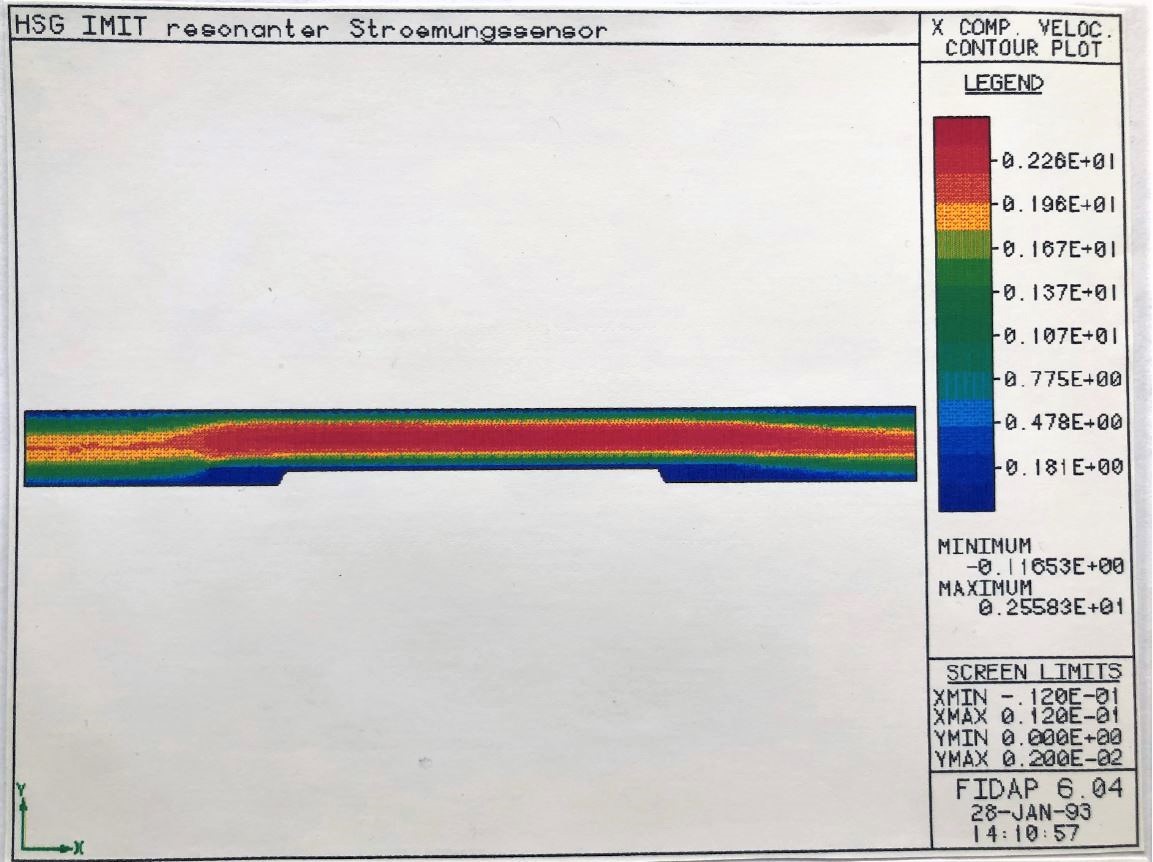 HSG IMIT resonanter Stroemungssensor
X COMP. VELOC.
CONTOUR PLOT
LEGEND
0.226E+01
0.196E+01
0.167E+01
0.137E+01
0.107E+01
0.775E+00
0.478E+00
0.181E+00
MINIMUM
-0.11653E+00
MAXIMUM
0.25583E+01
SCREEN LIMITS
XMIN -.120E-01
XMAX 0.120E-01
YMIN 0.000E+00
YMAX 0.200E-02
FIDAP 6.04
28-JAN-93
14:10:57
Y
X